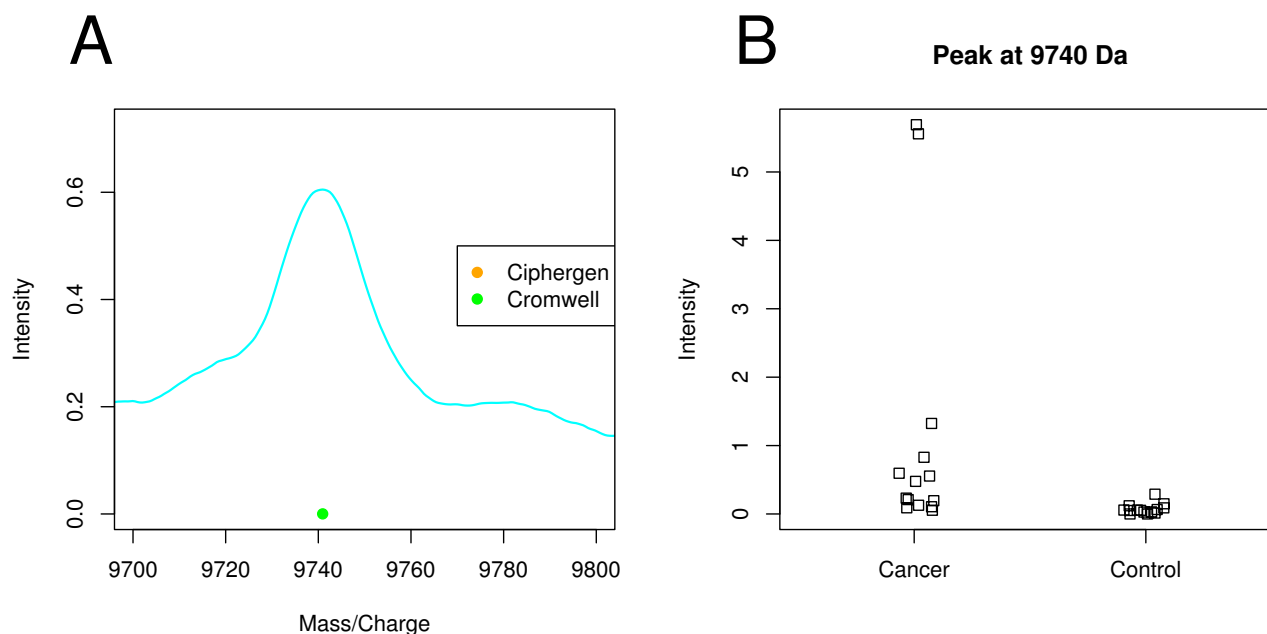 A
Intensity
0.0
0.2
0.4
0.6
Ciphergen
Cromwell
9700 9720 9740 9760 9780 9800
Mass/Charge
B
Peak at 9740 Da
Intensity
0
1
2
3
4
5
Cancer Control